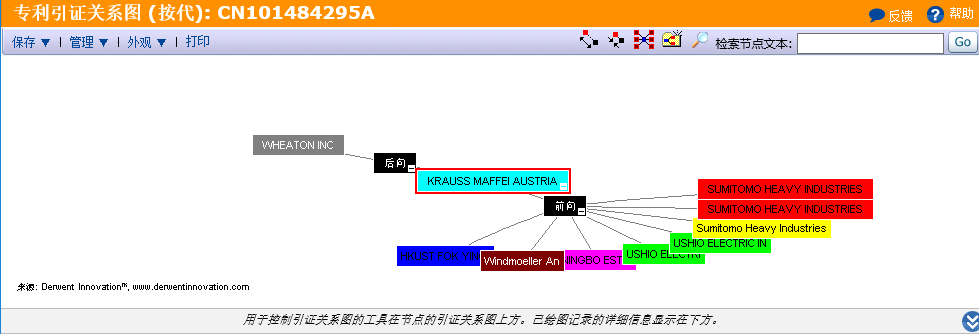 专利引证关系图 (按代): CN101484295A
反馈
帮助
保存 管理 外观 打印
检索节点文本:
Go
WHEATON INC
后向
KRAUSS MAFFEI AUSTRIA
前向
SUMITOMO HEAVY INDUSTRIES
SUMITOMO HEAVY INDUSTRIES
Sumitomo Heavy Industries
USHIO ELECTRIC IN
USHIO ELECTRI
NINGBO EST
Windmoeller An
来源: Derwent Innovation™, www.derwentinnovation.com
用于控制引证关系图的工具在节点的引证关系图上方。已绘图记录的详细信息显示在下方。